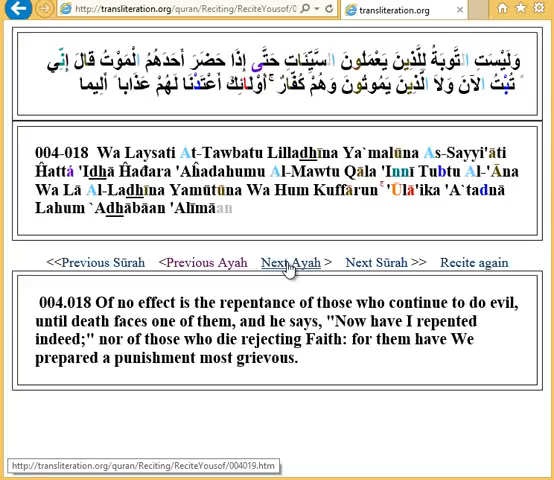 http://transliteration.org/quran/Reciting/ReciteYousof/0
transliteration.org
وَلَيْسَتِ التَّوْبَةُ لِلَّذِينَ يَعْمَلُونَ السَّيِّئَاتِ حَتَّى إِذَا حَضَرَ أَحَدَهُمُ الْمَوْتُ قَالَ إِنِّي
تُبْتُ الآنَ وَلاَ الَّذِينَ يَمُوتُونَ وَهُمْ كُفَّارٌ ۚ أُوْلَائِكَ أَعْتَدْنَا لَهُمْ عَذَاباً أَلِيما
004-018 Wa Laysati At-Tawbatu Lilladhīna Ya`malūna As-Sayyi'āti
Ĥattá 'Idhā Ĥađara 'Aĥadahumu Al-Mawtu Qāla 'Innī Tubtu Al-'Āna
Wa Lā Al-Ladhīna Yamūtūna Wa Hum Kuffārun ۚ 'Ūlā'ika 'A`tadnā
Lahum `Adhābāan 'Alīmāan
<<Previous Sūrah <Previous Ayah Next Ayah > Next Sūrah >> Recite again
004.018 Of no effect is the repentance of those who continue to do evil,
until death faces one of them, and he says, "Now have I repented
indeed;" nor of those who die rejecting Faith: for them have We
prepared a punishment most grievous.
http://transliteration.org/quran/Reciting/ReciteYousof/004019.htm